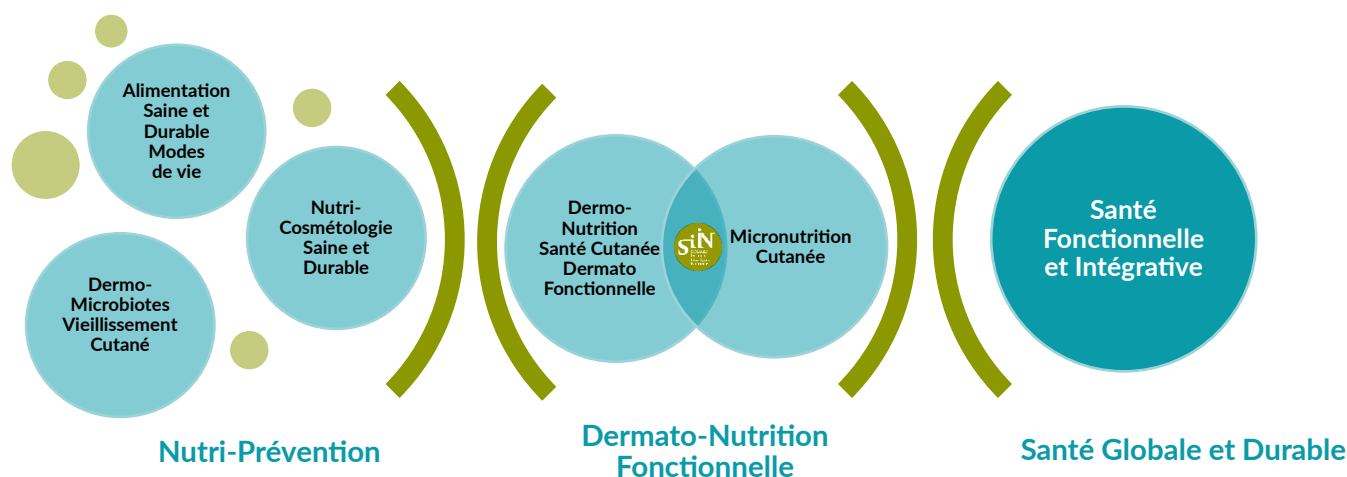 Alimentation
Saine et
Durable
Modes
de vie
Nutri-
Cosmétologie
Saine et
Durable
Dermo-
Microbiotes
Vieillissement
Cutané
Nutri-Prévention
Dermo-
Nutrition
Santé Cutanée
Dermato
Fonctionnelle
SiiN
Micronutrition
Cutanée
Dermato-Nutrition
Fonctionnelle
Santé
Fonctionnelle
et Intégrative
Santé Globale et Durable